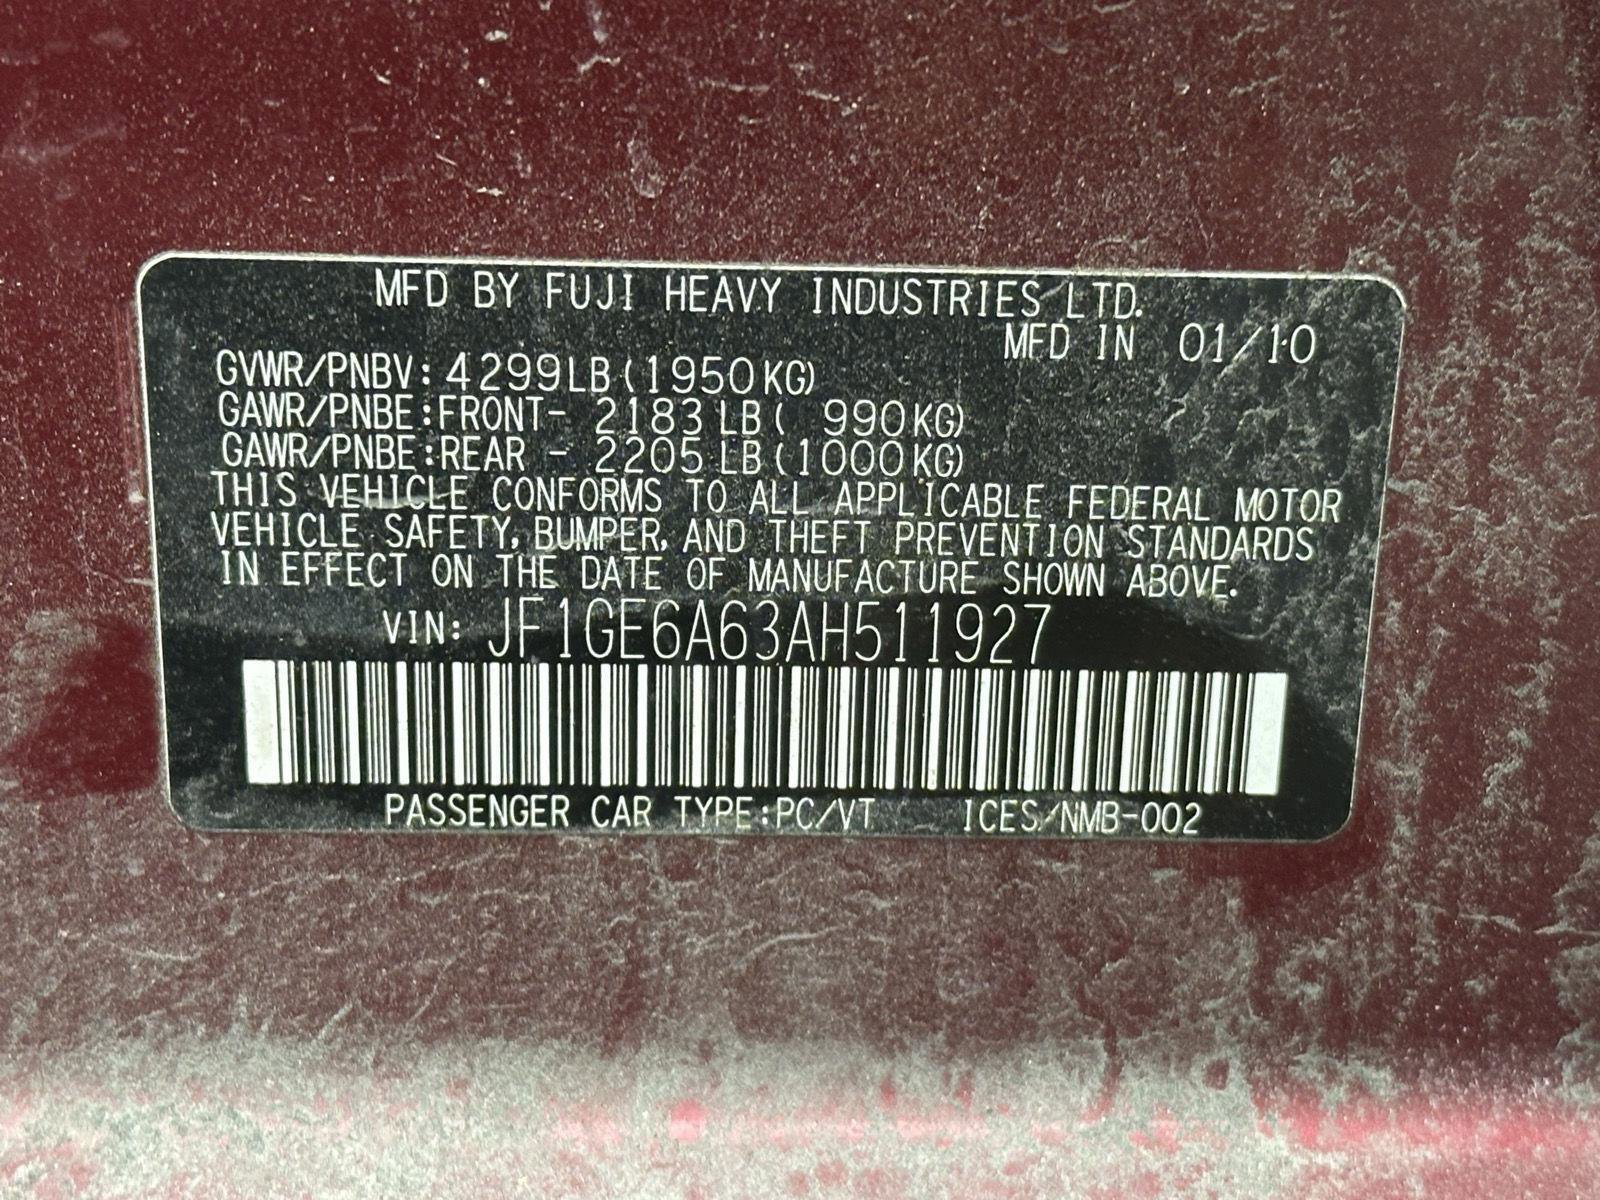 MFD BY FUJI HEAVY INDUSTRIES LTD.
MFD IN 01/10
GVWR/PNBV: 4299LB(1950KG)
GAWR/PNBE:FRONT- 2183 LB( 990KG)
GAWR/PNBE:REAR - 2205 LB(1000KG)
THIS VEHICLE CONFORMS TO ALL APPLICABLE FEDERAL MOTOR
VEHICLE SAFETY, BUMPER, AND THEFT PREVENTION STANDARDS
IN EFFECT ON THE DATE OF MANUFACTURE SHOWN ABOVE.
VIN: JF1GE6A63AH511927
PASSENGER CAR TYPE:PC/VT ICES/NMB-002